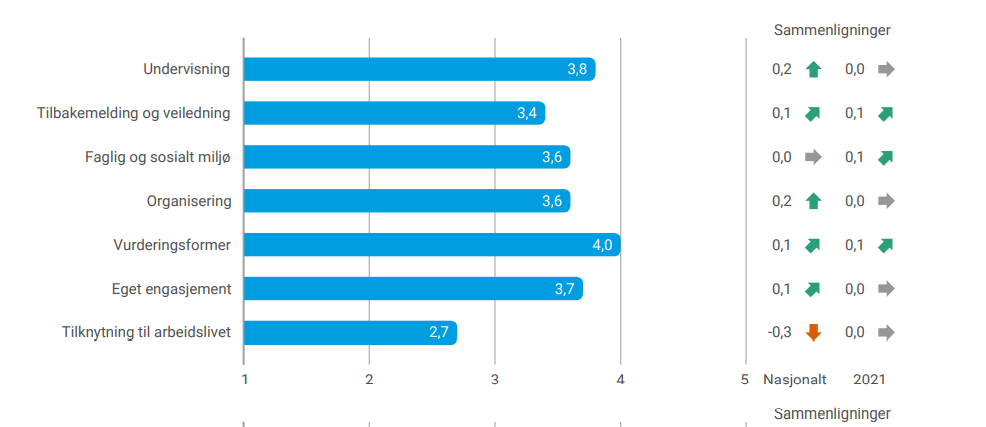 Sammenligninger
Undervisning 3,8 0,2 0,0
Tilbakemelding og veiledning 3,4 0,1 0,1
Faglig og sosialt miljø 3,6 0,0 0,1
Organisering 3,6 0,2 0,0
Vurderingsformer 4,0 0,1 0,1
Eget engasjement 3,7 0,1 0,0
Tilknytning til arbeidslivet 2,7 -0,3 0,0
1 2 3 4 5 Nasjonalt 2021
Sammenligninger